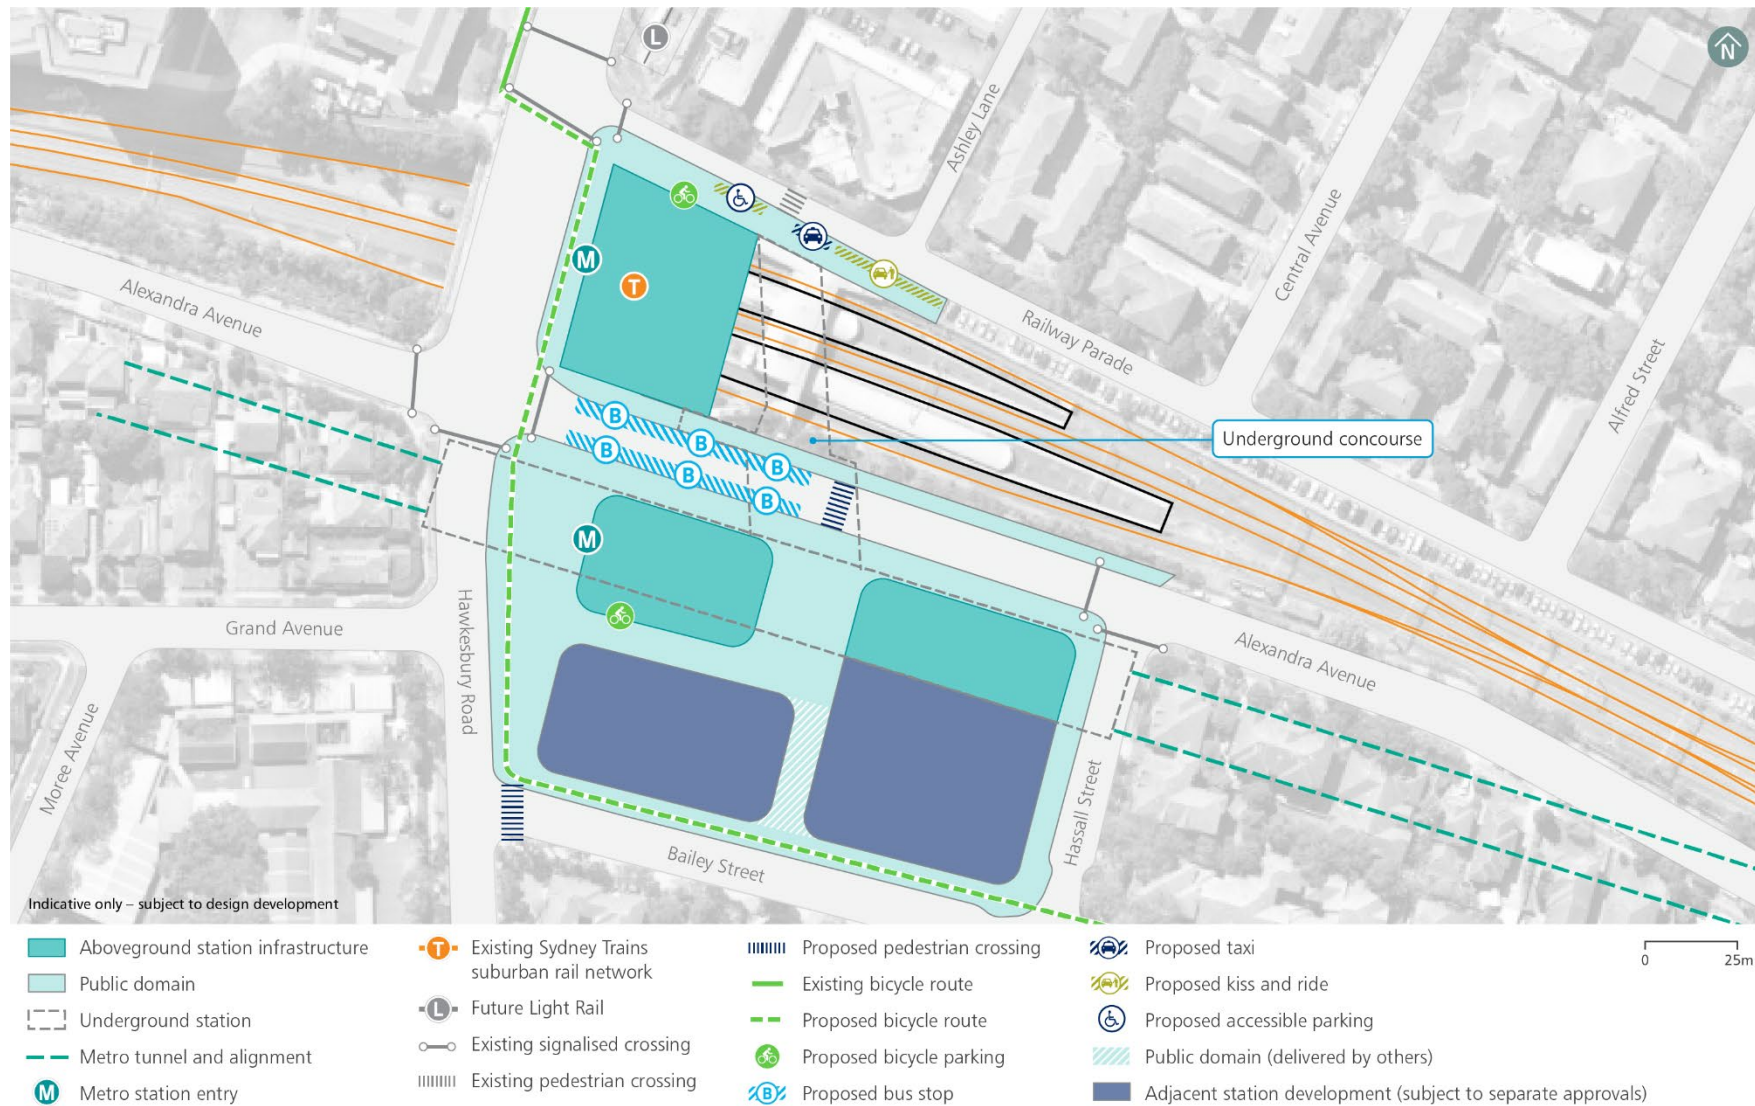 L
N
Ashley Lane
Central Avenue
Alfred Street
M
T
Alexandra Avenue
Railway Parade
Underground concourse
B
B
B
B
B
B
M
Grand Avenue
Hawkesbury Road
Alexandra Avenue
Moree Avenue
Hassall Street
Bailey Street
Indicative only – subject to design development
Aboveground station infrastructure
Public domain
Underground station
Metro tunnel and alignment
M Metro station entry
T Existing Sydney Trains
suburban rail network
L Future Light Rail
Existing signalised crossing
Existing pedestrian crossing
Proposed pedestrian crossing
Existing bicycle route
Proposed bicycle route
Proposed bicycle parking
B Proposed bus stop
Proposed taxi
Proposed kiss and ride
Proposed accessible parking
Public domain (delivered by others)
Adjacent station development (subject to separate approvals)
0 25m